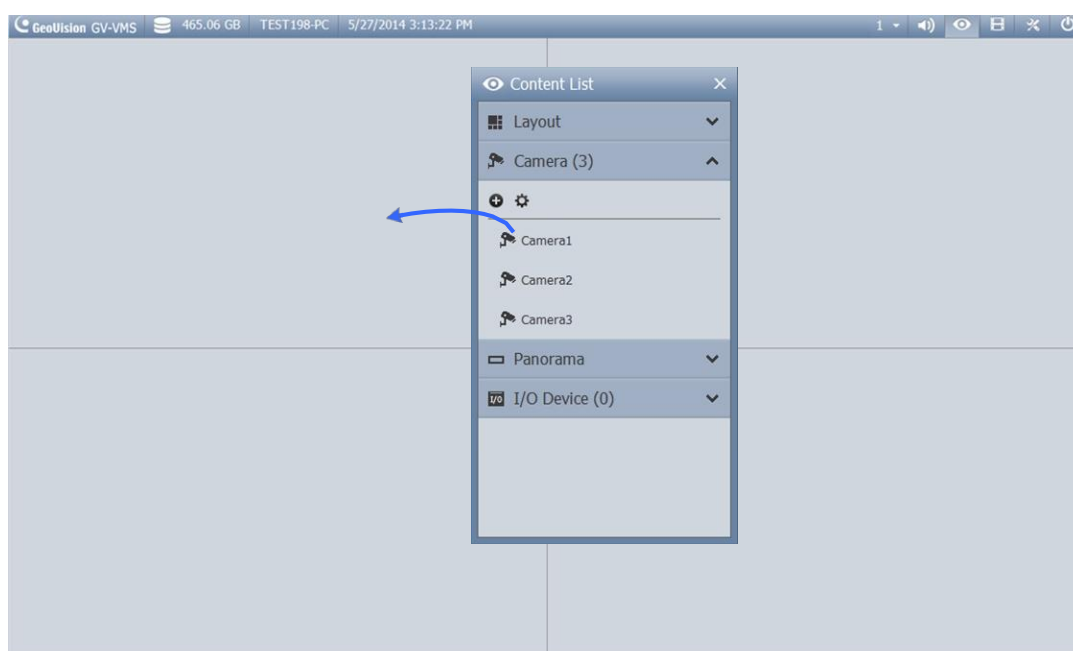 GeoVision GV-VMS 465.06 GB TEST198-PC 5/27/2014 3:13:22 PM 1
Content List
Layout
Camera (3)
Camera1
Camera2
Camera3
Panorama
I/O I/O Device (0)